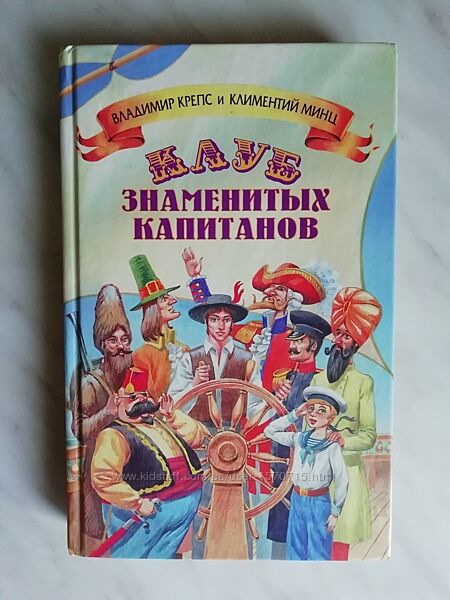 ВЛАДИМИР КРЕПС и КЛИМЕНТИЙ МИНЦ
КЛУБ
ЗНАМЕНИТЫХ
КАПИТАНОВ